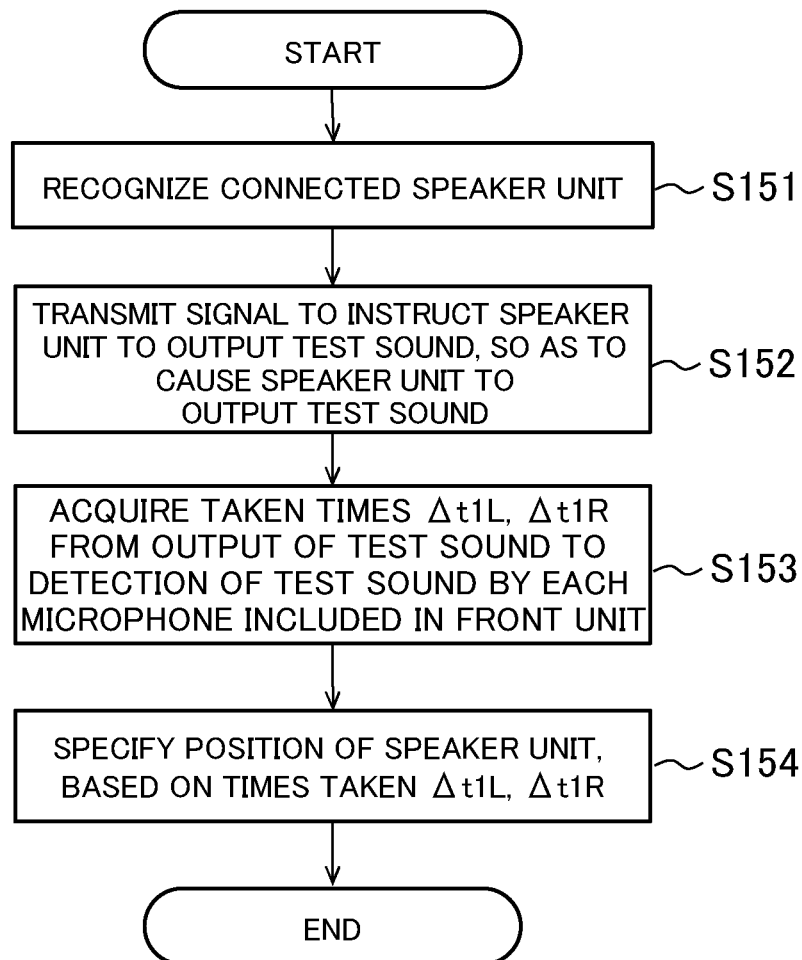 START
RECOGNIZE CONNECTED SPEAKER UNIT
S151
TRANSMIT SIGNAL TO INSTRUCT SPEAKER
UNIT TO OUTPUT TEST SOUND, SO AS TO
CAUSE SPEAKER UNIT TO
OUTPUT TEST SOUND
S152
ACQUIRE TAKEN TIMES Δt1L, Δt1R
FROM OUTPUT OF TEST SOUND TO
DETECTION OF TEST SOUND BY EACH
MICROPHONE INCLUDED IN FRONT UNIT
S153
SPECIFY POSITION OF SPEAKER UNIT,
BASED ON TIMES TAKEN Δt1L, Δt1R
S154
END